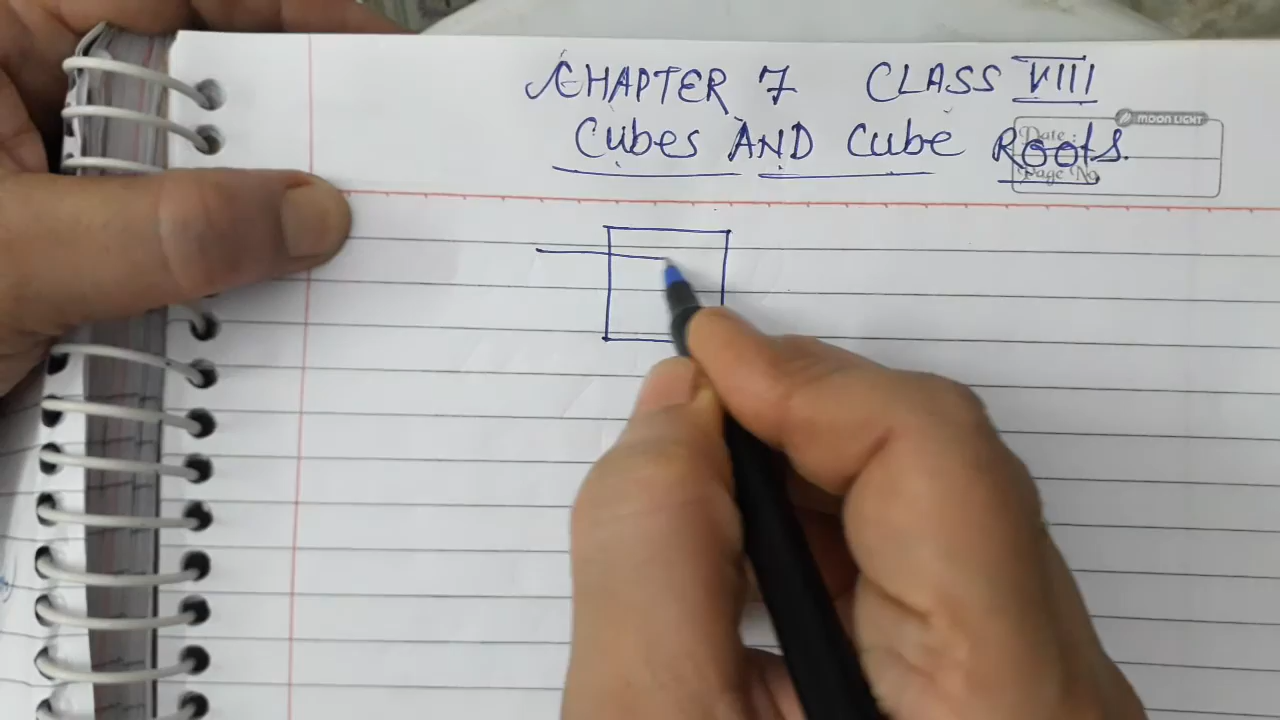 CHAPTER 7 CLASS VIII
Cubes AND Cube Roots.
MOON LIGHT
Date :
Page No